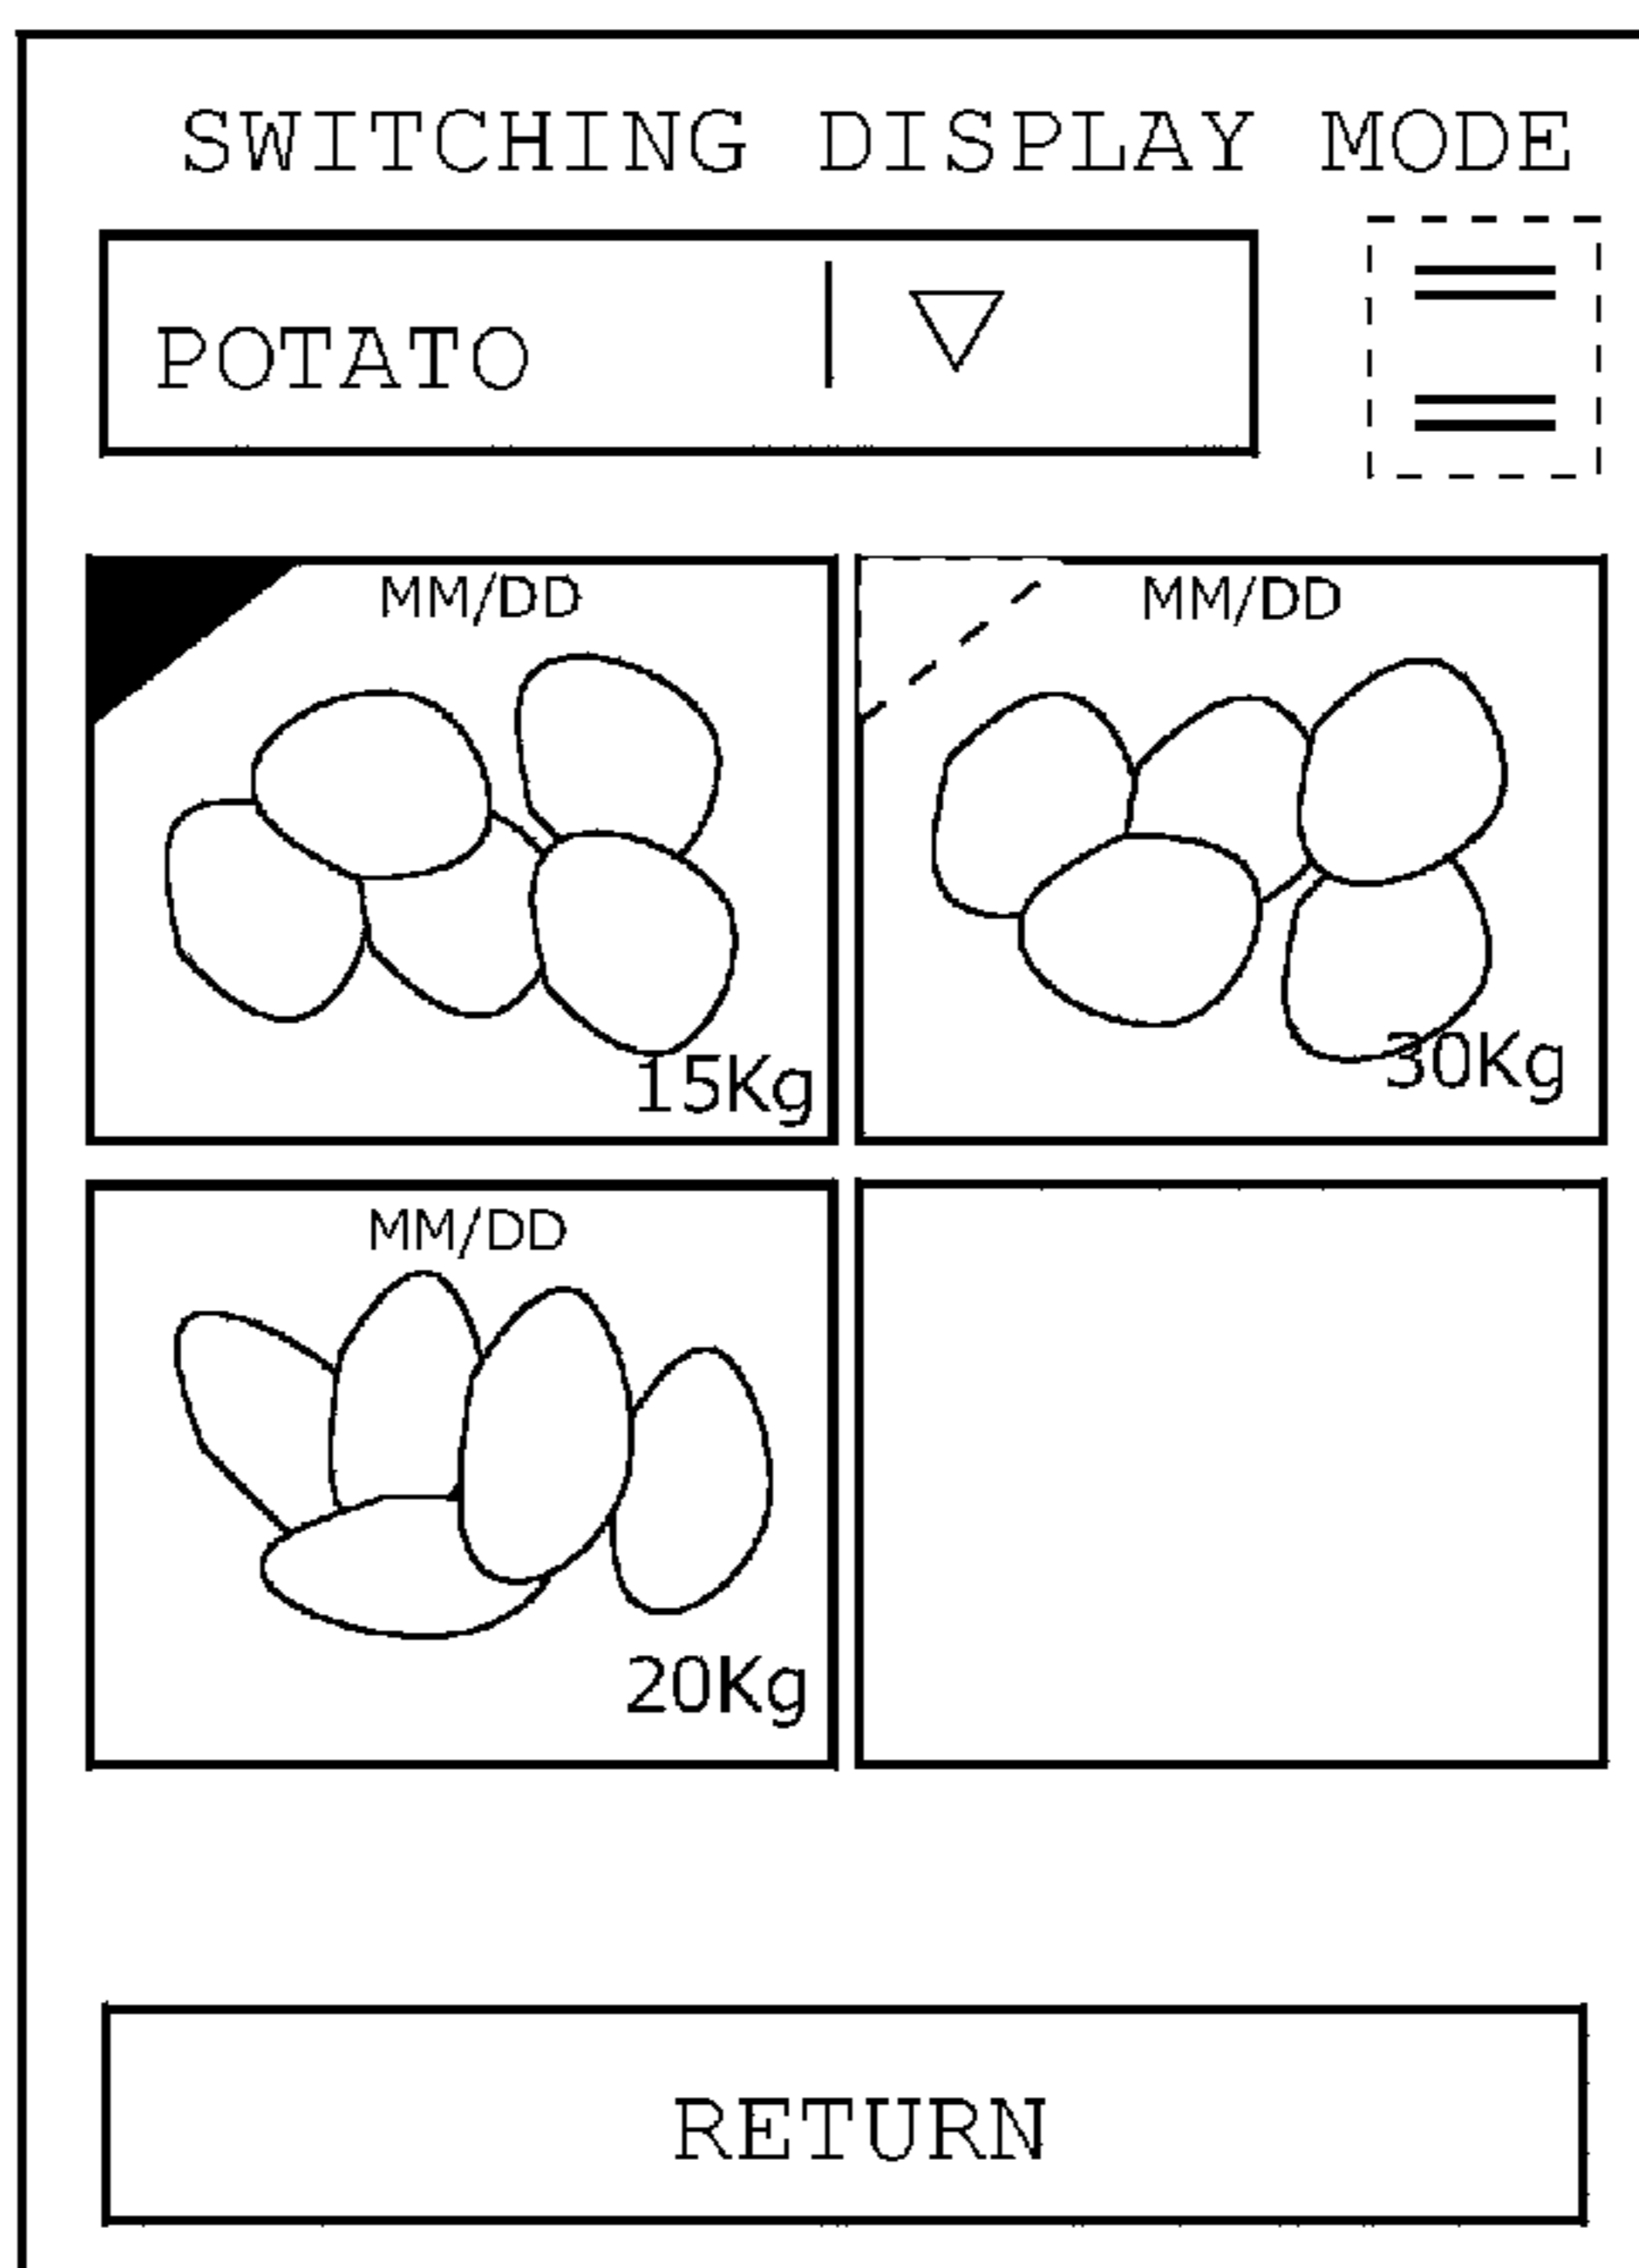 SWITCHING DISPLAY MODE
POTATO
MM/DD
15Kg
MM/DD
30Kg
MM/DD
20Kg
RETURN